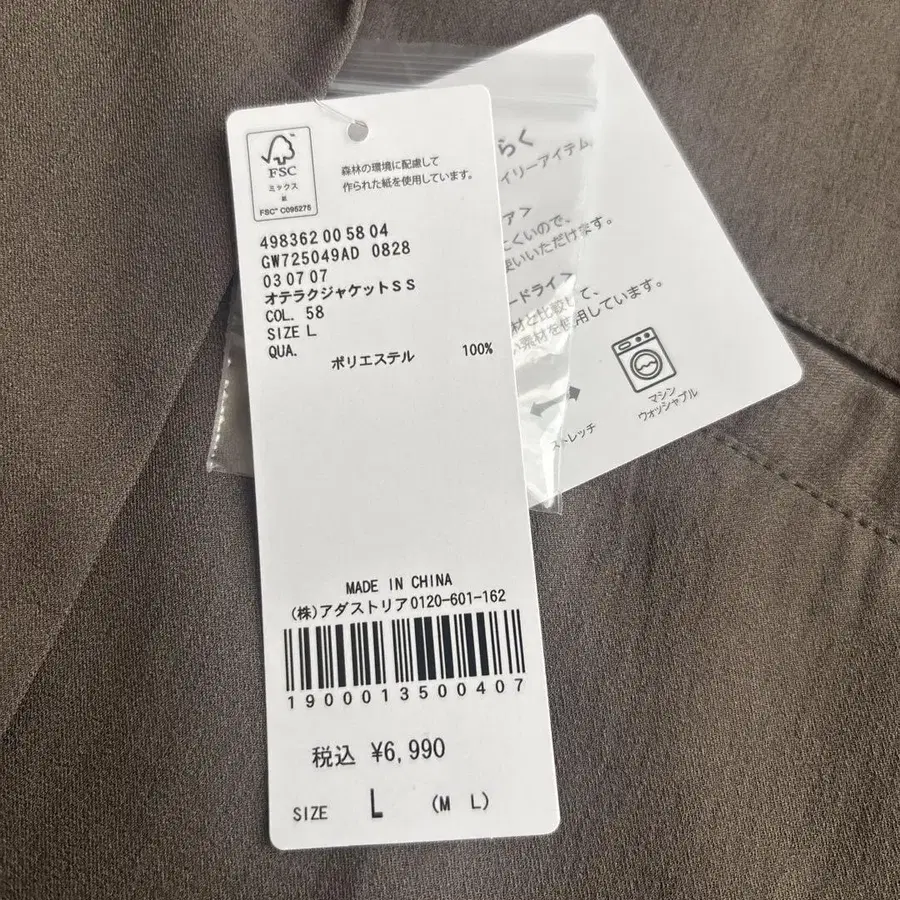 FSC
ミックス
紙
FSC™ C095275
森林の環境に配慮して
作られた紙を使用しています。
498362 00 58 04
GW725049AD 0828
03 07 07
オテラクジャケットＳＳ
COL. 58
SIZE L
QUA.
ポリエステル 100%
MADE IN CHINA
(株)アダストリア0120-601-162
1900013500407
税込 ¥6,990
SIZE L (M L)
らく
イリーアイテム
ア＞
くいので、
使いいただけます。
ードライ＞
材と比較して、
い素材を使用しています。
ストレッチ
マシン
ウォッシャブル